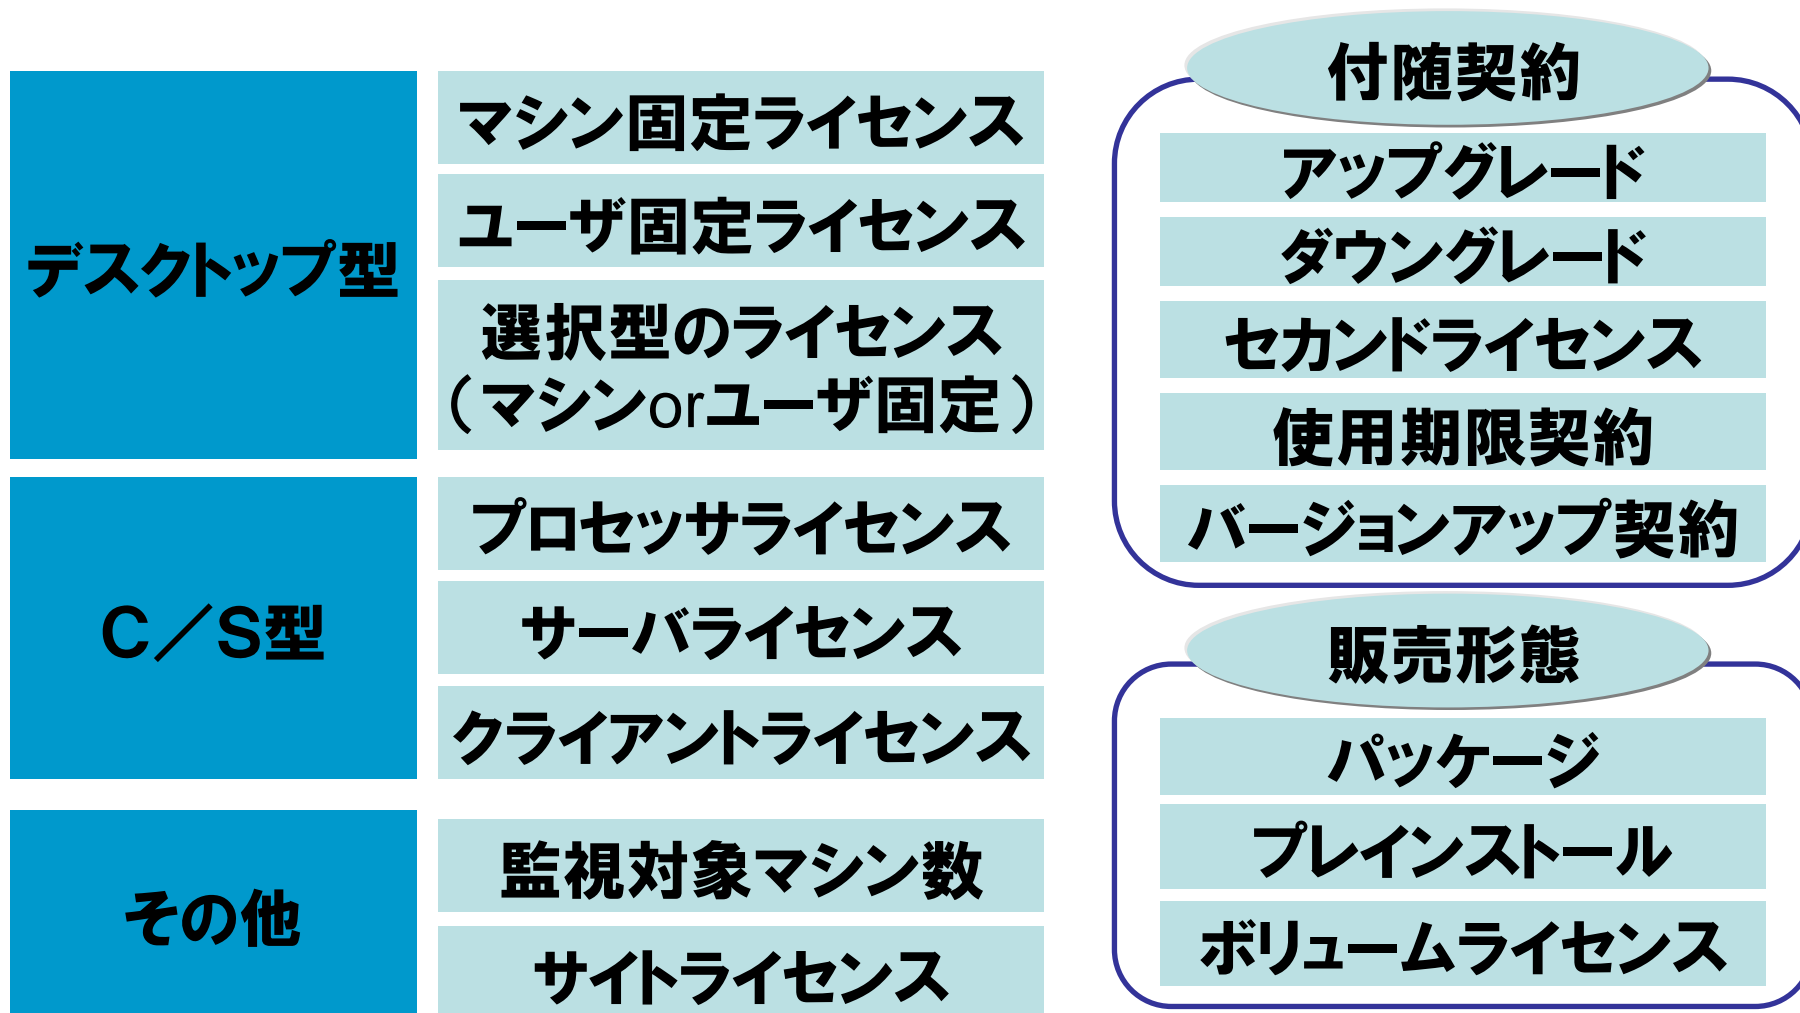 デスクトップ型
マシン固定ライセンス
ユーザ固定ライセンス
選択型のライセンス
（マシンorユーザ固定）
C／S型
プロセッサライセンス
サーバライセンス
クライアントライセンス
その他
監視対象マシン数
サイトライセンス
付随契約
アップグレード
ダウングレード
セカンドライセンス
使用期限契約
バージョンアップ契約
販売形態
パッケージ
プレインストール
ボリュームライセンス